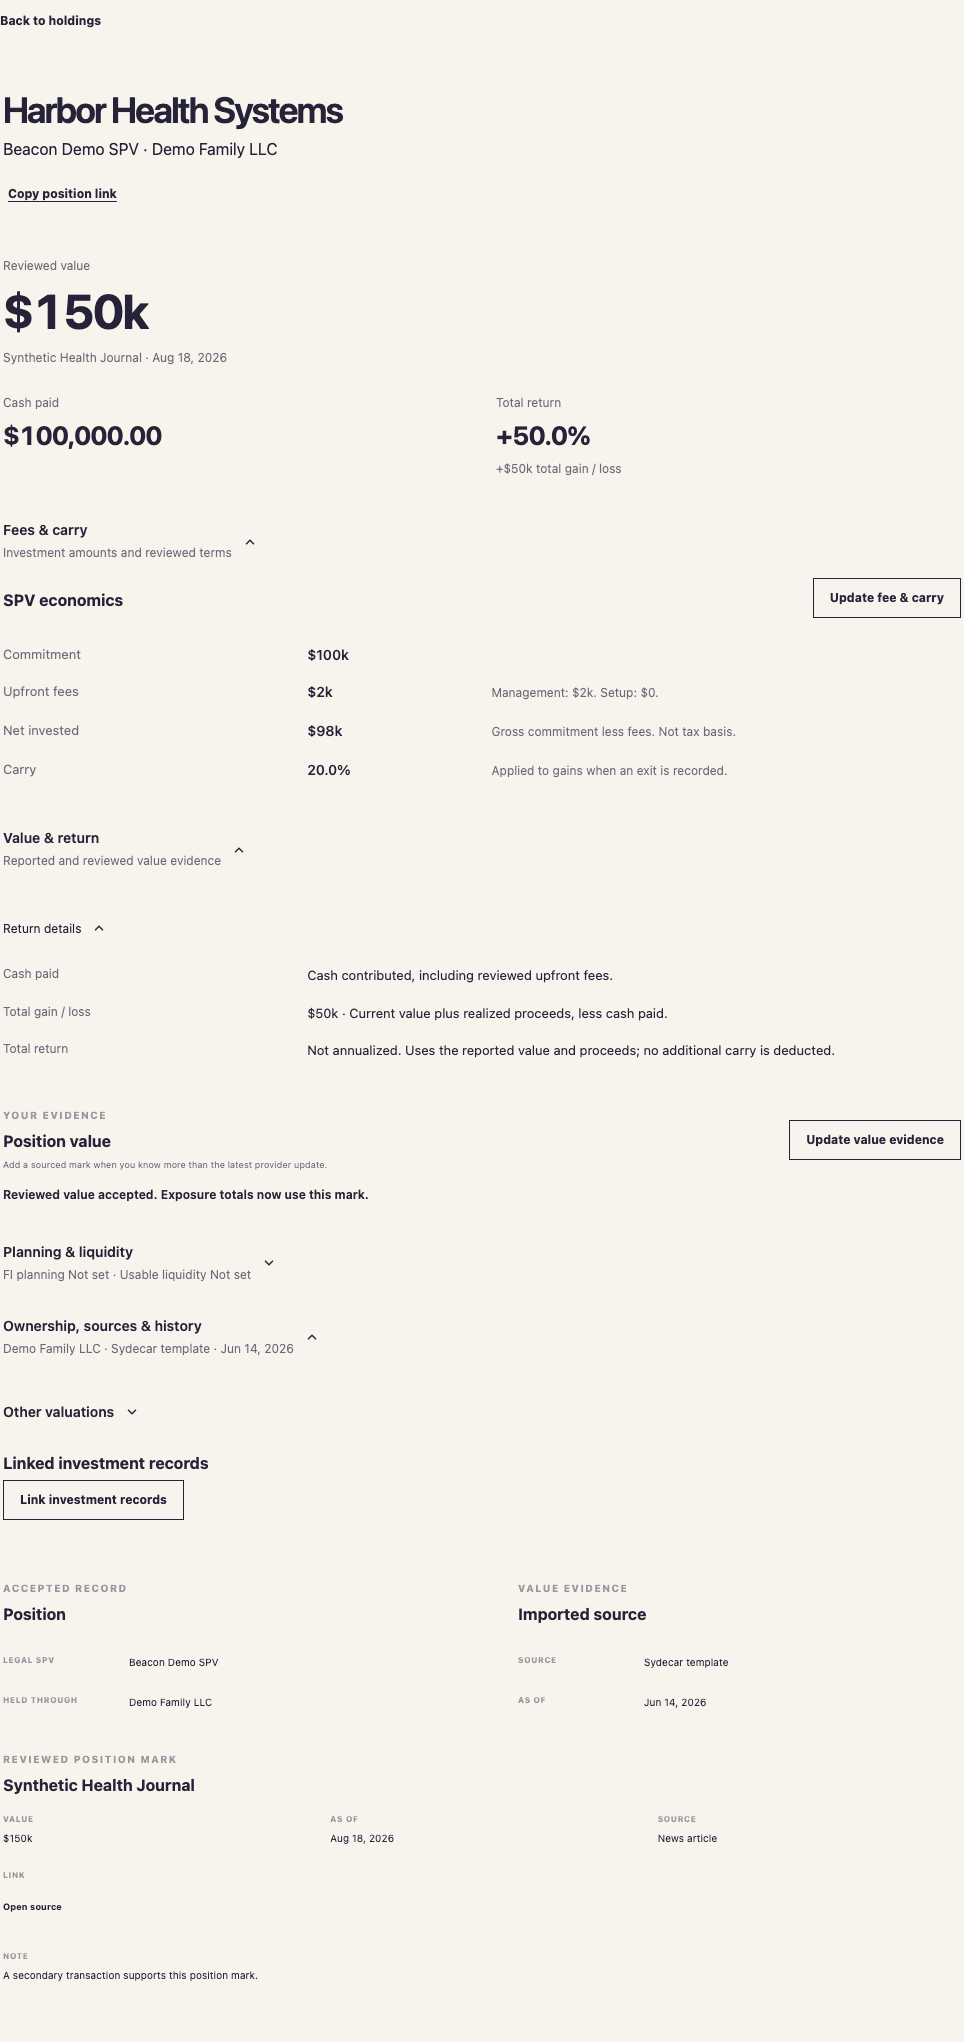 Back to holdings
Harbor Health Systems
Beacon Demo SPV · Demo Family LLC
Copy position link
Reviewed value
$150k
Synthetic Health Journal · Aug 18, 2026
Cash paid
$100,000.00
Total return
+50.0%
+$50k total gain / loss
Fees & carry
Investment amounts and reviewed terms
SPV economics
Update fee & carry
Commitment $100k
Upfront fees $2k Management: $2k. Setup: $0.
Net invested $98k Gross commitment less fees. Not tax basis.
Carry 20.0% Applied to gains when an exit is recorded.
Value & return
Reported and reviewed value evidence
Return details
Cash paid Cash contributed, including reviewed upfront fees.
Total gain / loss $50k · Current value plus realized proceeds, less cash paid.
Total return Not annualized. Uses the reported value and proceeds; no additional carry is deducted.
YOUR EVIDENCE
Position value
Add a sourced mark when you know more than the latest provider update.
Update value evidence
Reviewed value accepted. Exposure totals now use this mark.
Planning & liquidity
FI planning Not set · Usable liquidity Not set
Ownership, sources & history
Demo Family LLC · Sydecar template · Jun 14, 2026
Other valuations
Linked investment records
Link investment records
ACCEPTED RECORD
Position
LEGAL SPV Beacon Demo SPV
HELD THROUGH Demo Family LLC
VALUE EVIDENCE
Imported source
SOURCE Sydecar template
AS OF Jun 14, 2026
REVIEWED POSITION MARK
Synthetic Health Journal
VALUE
$150k
AS OF
Aug 18, 2026
SOURCE
News article
LINK
Open source
NOTE
A secondary transaction supports this position mark.